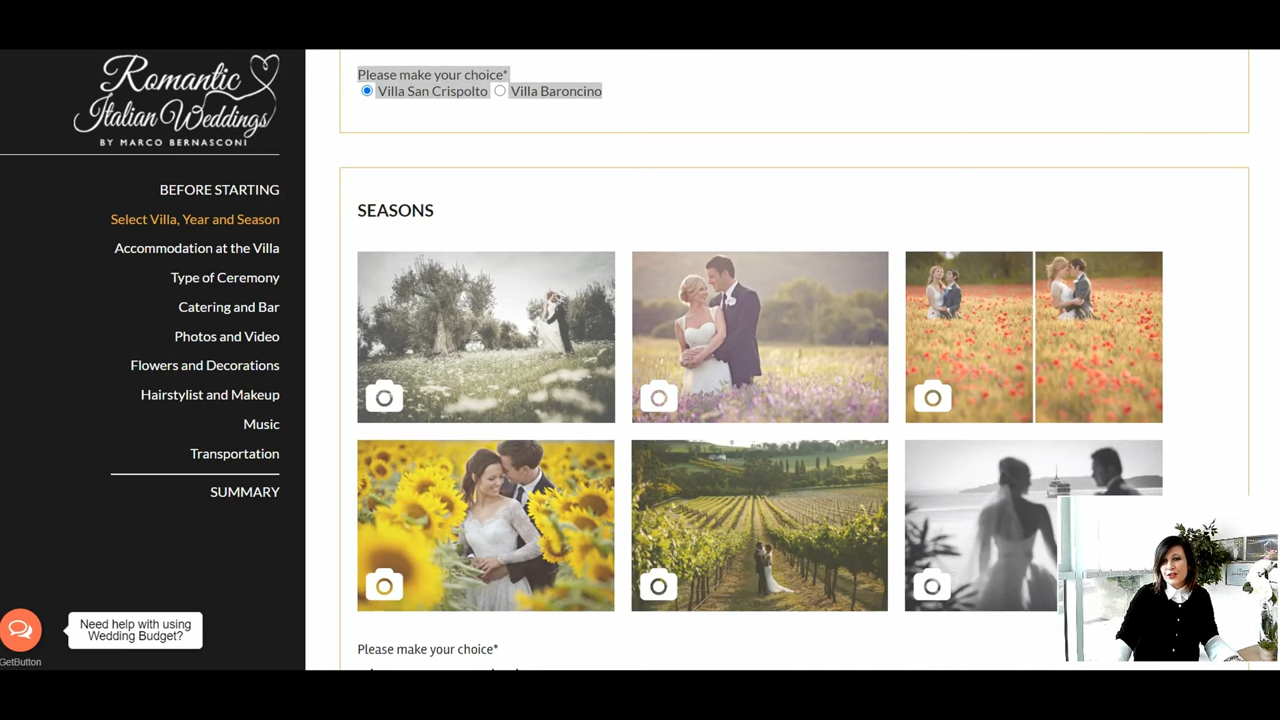 Romantic
Italian Weddings
BY MARCO BERNASCONI
BEFORE STARTING
Select Villa, Year and Season
Accommodation at the Villa
Type of Ceremony
Catering and Bar
Photos and Video
Flowers and Decorations
Hairstylist and Makeup
Music
Transportation
SUMMARY
Need help with using
Wedding Budget?
GetButton
Please make your choice*
Villa San Crispolto Villa Baroncino
SEASONS
Please make your choice*